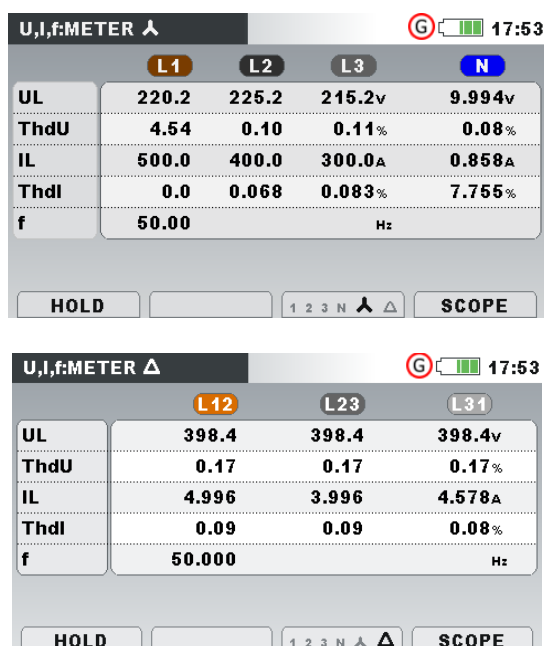 U,I,f:METER G 17:53
L1 L2 L3 N
UL 220.2 225.2 215.2v 9.994v
ThdU 4.54 0.10 0.11% 0.08%
IL 500.0 400.0 300.0A 0.858A
ThdI 0.0 0.068 0.083% 7.755%
f 50.00 Hz
HOLD 1 2 3 N Δ SCOPE
U,I,f:METER Δ G 17:53
L12 L23 L31
UL 398.4 398.4 398.4v
ThdU 0.17 0.17 0.17%
IL 4.996 3.996 4.578A
ThdI 0.09 0.09 0.08%
f 50.000 Hz
HOLD 1 2 3 N Δ SCOPE